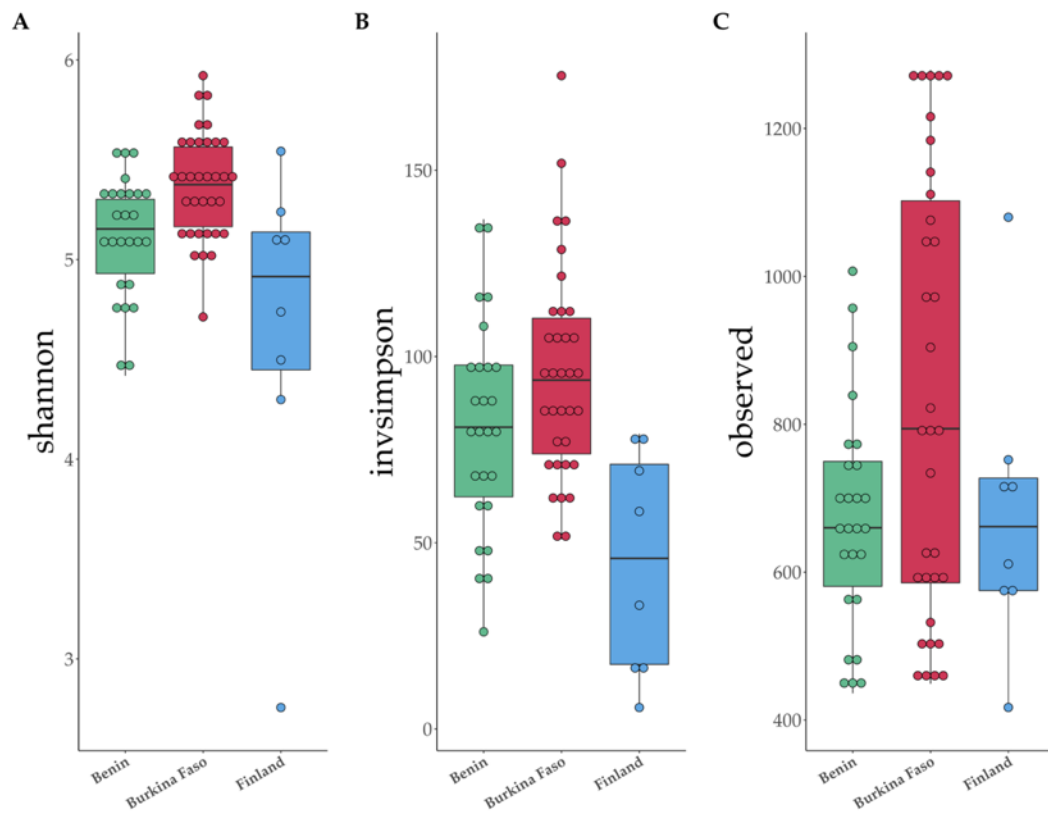 A
B
C
shannon
6
5
4
3
Benin
Burkina Faso
Finland
invsimpson
150
100
50
0
Benin
Burkina Faso
Finland
observed
1200
1000
800
600
400
Benin
Burkina Faso
Finland